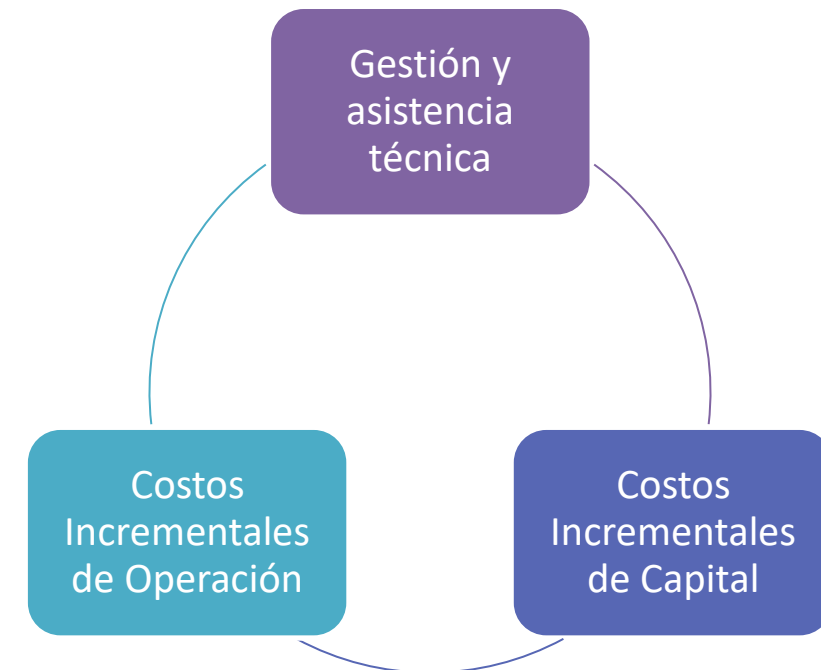 Gestión y
asistencia
técnica
Costos
Incrementales
de Operación
Costos
Incrementales
de Capital